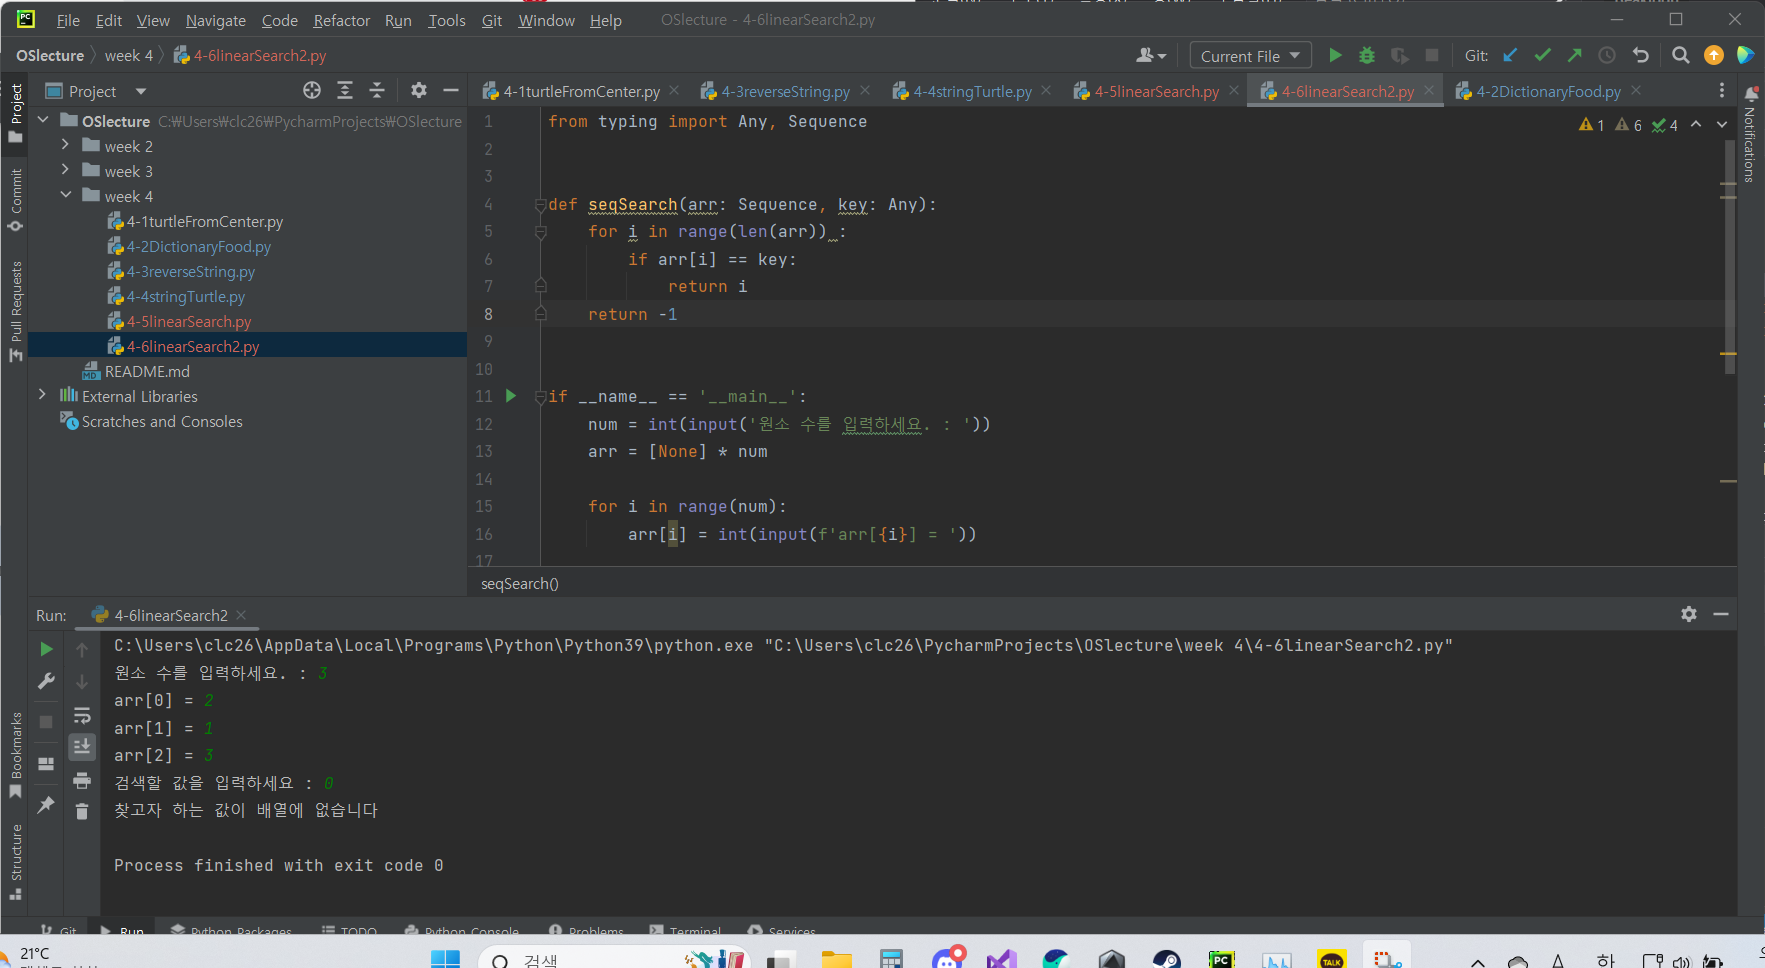 File Edit View Navigate Code Refactor Run Tools Git Window Help OSlecture - 4-6linearSearch2.py
OSlecture week 4 4-6linearSearch2.py Current File Git:
Project
4-1turtleFromCenter.py 4-3reverseString.py 4-4stringTurtle.py 4-5linearSearch.py 4-6linearSearch2.py 4-2DictionaryFood.py
Project
Commit
Pull Requests
Bookmarks
Structure
Notifications
OSlecture C:₩Users₩clc26₩PycharmProjects₩OSlecture
week 2
week 3
week 4
4-1turtleFromCenter.py
4-2DictionaryFood.py
4-3reverseString.py
4-4stringTurtle.py
4-5linearSearch.py
4-6linearSearch2.py
README.md
External Libraries
Scratches and Consoles
1 6 4
1 from typing import Any, Sequence
2
3
4 def seqSearch(arr: Sequence, key: Any):
5 for i in range(len(arr)) :
6 if arr[i] == key:
7 return i
8 return -1
9
10
11 if __name__ == '__main__':
12 num = int(input('원소 수를 입력하세요. : '))
13 arr = [None] * num
14
15 for i in range(num):
16 arr[i] = int(input(f'arr[{i}] = '))
17
seqSearch()
Run: 4-6linearSearch2
C:\Users\clc26\AppData\Local\Programs\Python\Python39\python.exe "C:\Users\clc26\PycharmProjects\OSlecture\week 4\4-6linearSearch2.py"
원소 수를 입력하세요. : 3
arr[0] = 2
arr[1] = 1
arr[2] = 3
검색할 값을 입력하세요 : 0
찾고자 하는 값이 배열에 없습니다
Process finished with exit code 0
Git Run Python Packages TODO Python Console Problems Terminal Services
21°C
검색
PC
TALK
A 하